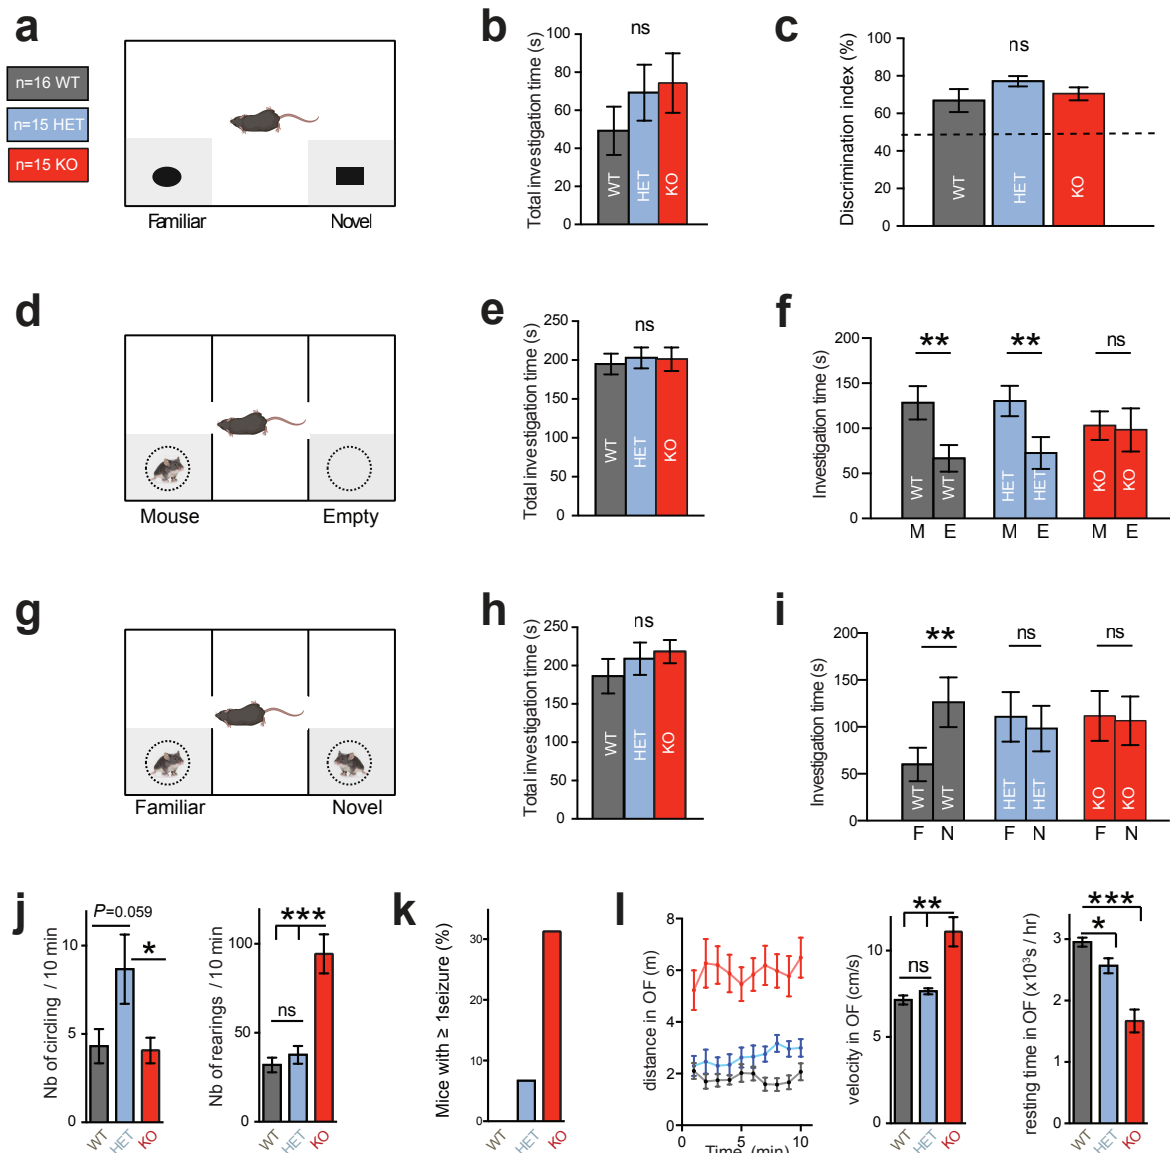 a
n=16 WT
n=15 HET
n=15 KO
Familiar
Novel
b
Total investigation time (s)
100
80
60
40
20
0
ns
WT
HET
KO
c
Discrimination index (%)
100
80
60
40
20
0
ns
WT
HET
KO
d
Mouse
Empty
e
Total investigation time (s)
250
200
150
100
50
0
ns
WT
HET
KO
f
Investigation time (s)
200
150
100
50
0
**
**
ns
WT
WT
HET
HET
KO
KO
M E M E M E
g
Familiar
Novel
h
Total investigation time (s)
250
200
150
100
50
0
ns
WT
HET
KO
i
Investigation time (s)
200
150
100
50
0
**
ns
ns
WT
WT
HET
HET
KO
KO
F N F N F N
j
Nb of circling / 10 min
10
5
0
P=0.059
*
WT
HET
KO
Nb of rearings / 10 min
100
50
0
***
ns
WT
HET
KO
k
Mice with ≥ 1seizure (%)
30
20
10
0
WT
HET
KO
l
distance in OF (m)
8
6
4
2
0
0 5 10
Time (min)
velocity in OF (cm/s)
10
5
0
**
ns
WT
HET
KO
resting time in OF (x10³s / hr)
3
2
1
0
***
*
WT
HET
KO